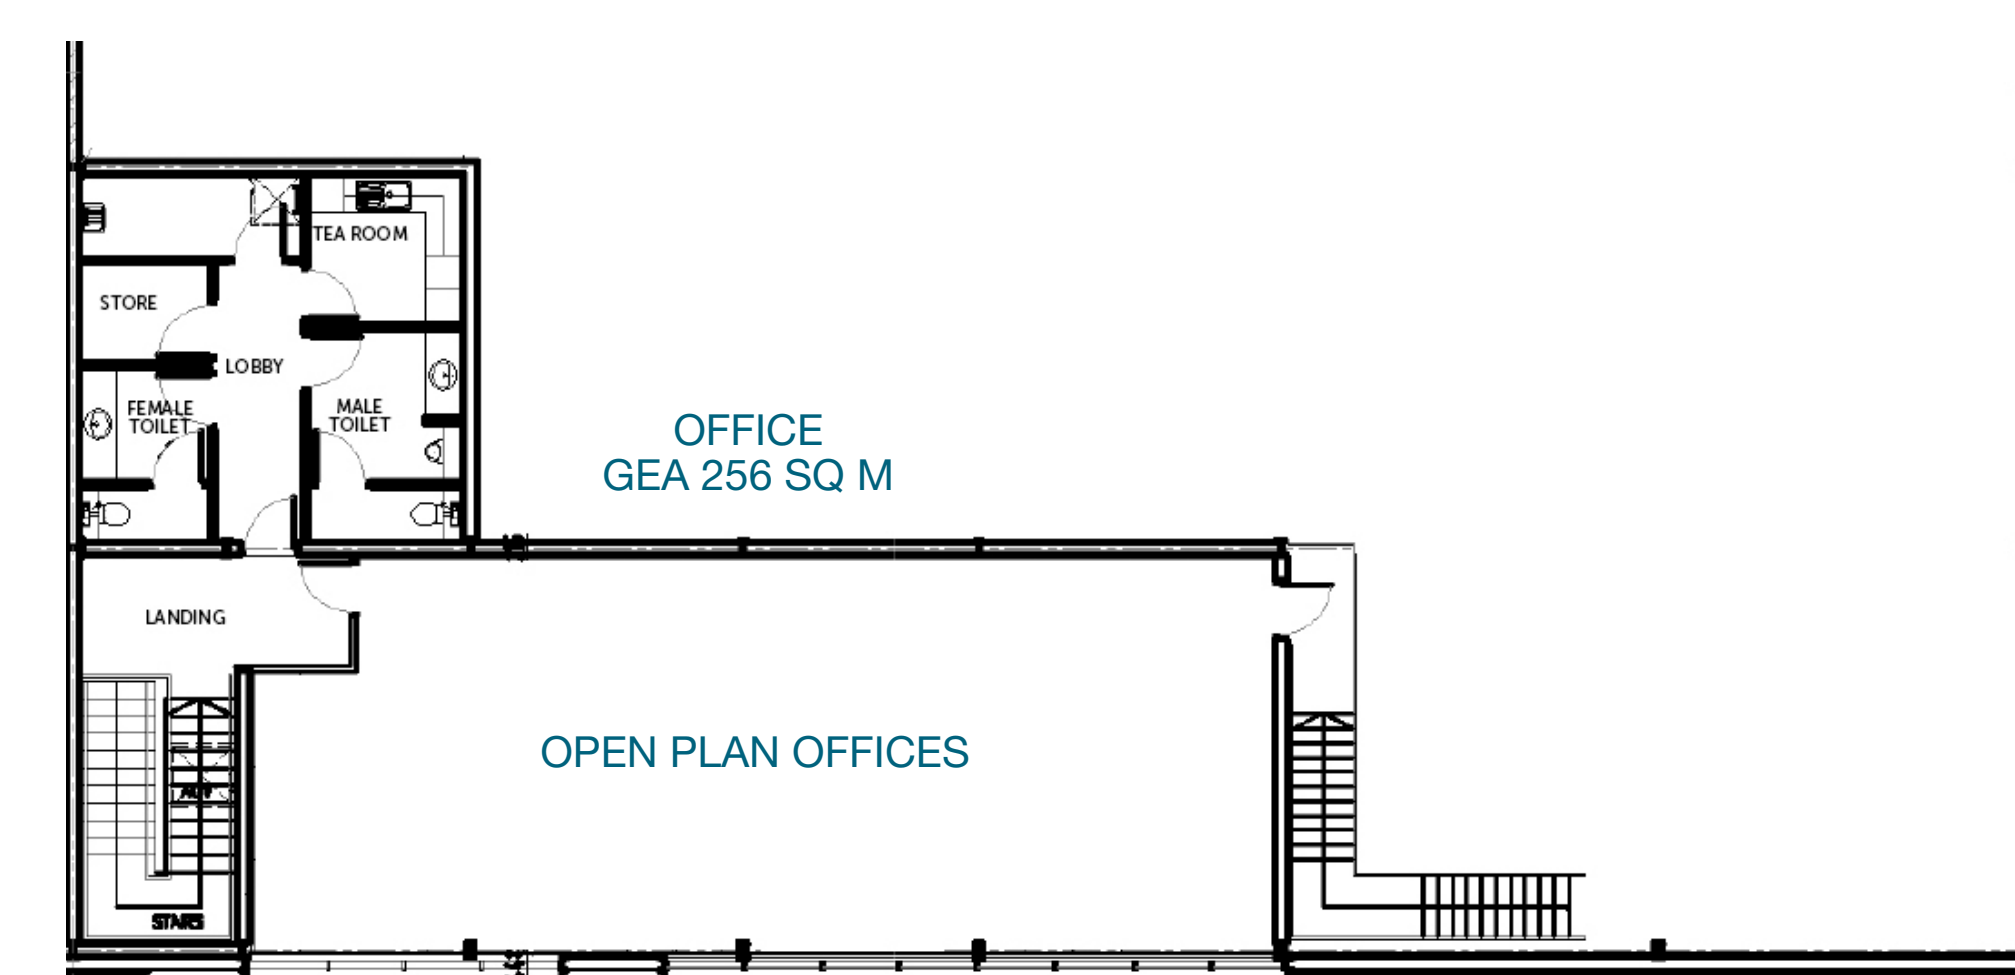 TEA ROOM
STORE
LOBBY
FEMALE
TOILET
MALE
TOILET
OFFICE
GEA 256 SQ M
LANDING
OPEN PLAN OFFICES
STAIRS